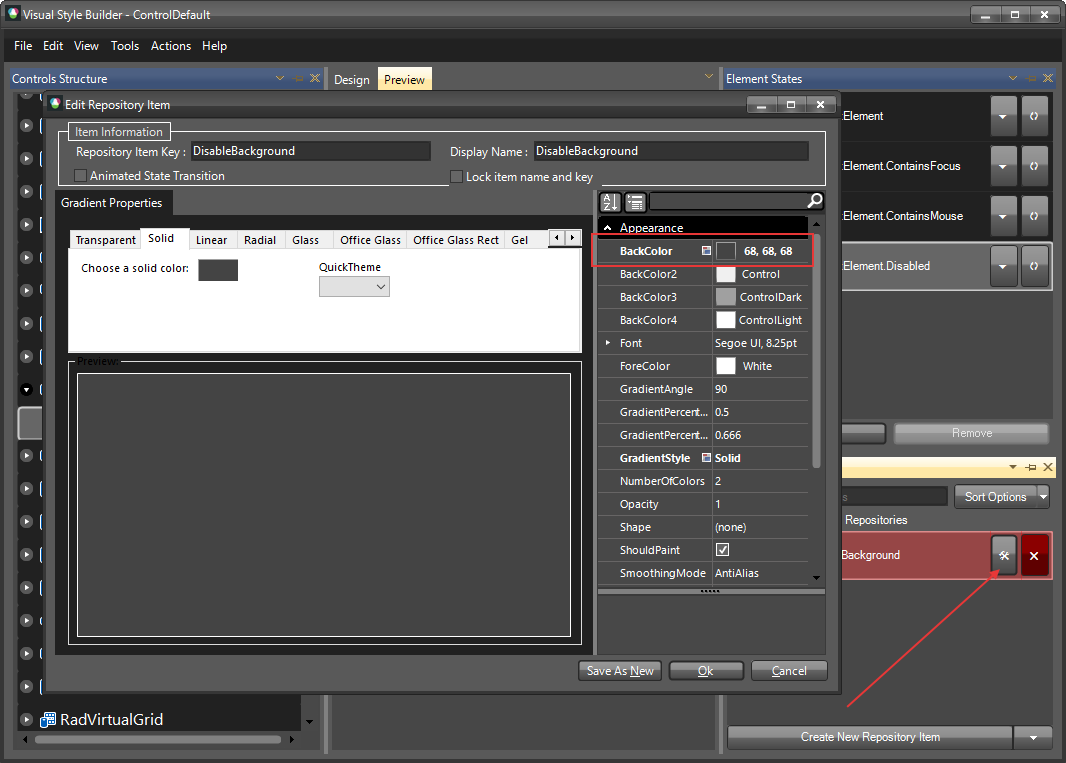 Visual Style Builder - ControlDefault
File Edit View Tools Actions Help
Controls Structure
Design Preview
Element States
Edit Repository Item
Item Information
Repository Item Key : DisableBackground
Display Name : DisableBackground
Animated State Transition
Lock item name and key
Gradient Properties
Transparent Solid Linear Radial Glass Office Glass Office Glass Rect Gel
Choose a solid color:
QuickTheme
Preview:
Appearance
BackColor 68, 68, 68
BackColor2 Control
BackColor3 ControlDark
BackColor4 ControlLight
Font Segoe UI, 8.25pt
ForeColor White
GradientAngle 90
GradientPercent... 0.5
GradientPercent... 0.666
GradientStyle Solid
NumberOfColors 2
Opacity 1
Shape (none)
ShouldPaint
SmoothingMode AntiAlias
Save As New Ok Cancel
Element
Element.ContainsFocus
Element.ContainsMouse
Element.Disabled
Remove
s
Sort Options
Repositories
Background
RadVirtualGrid
Create New Repository Item